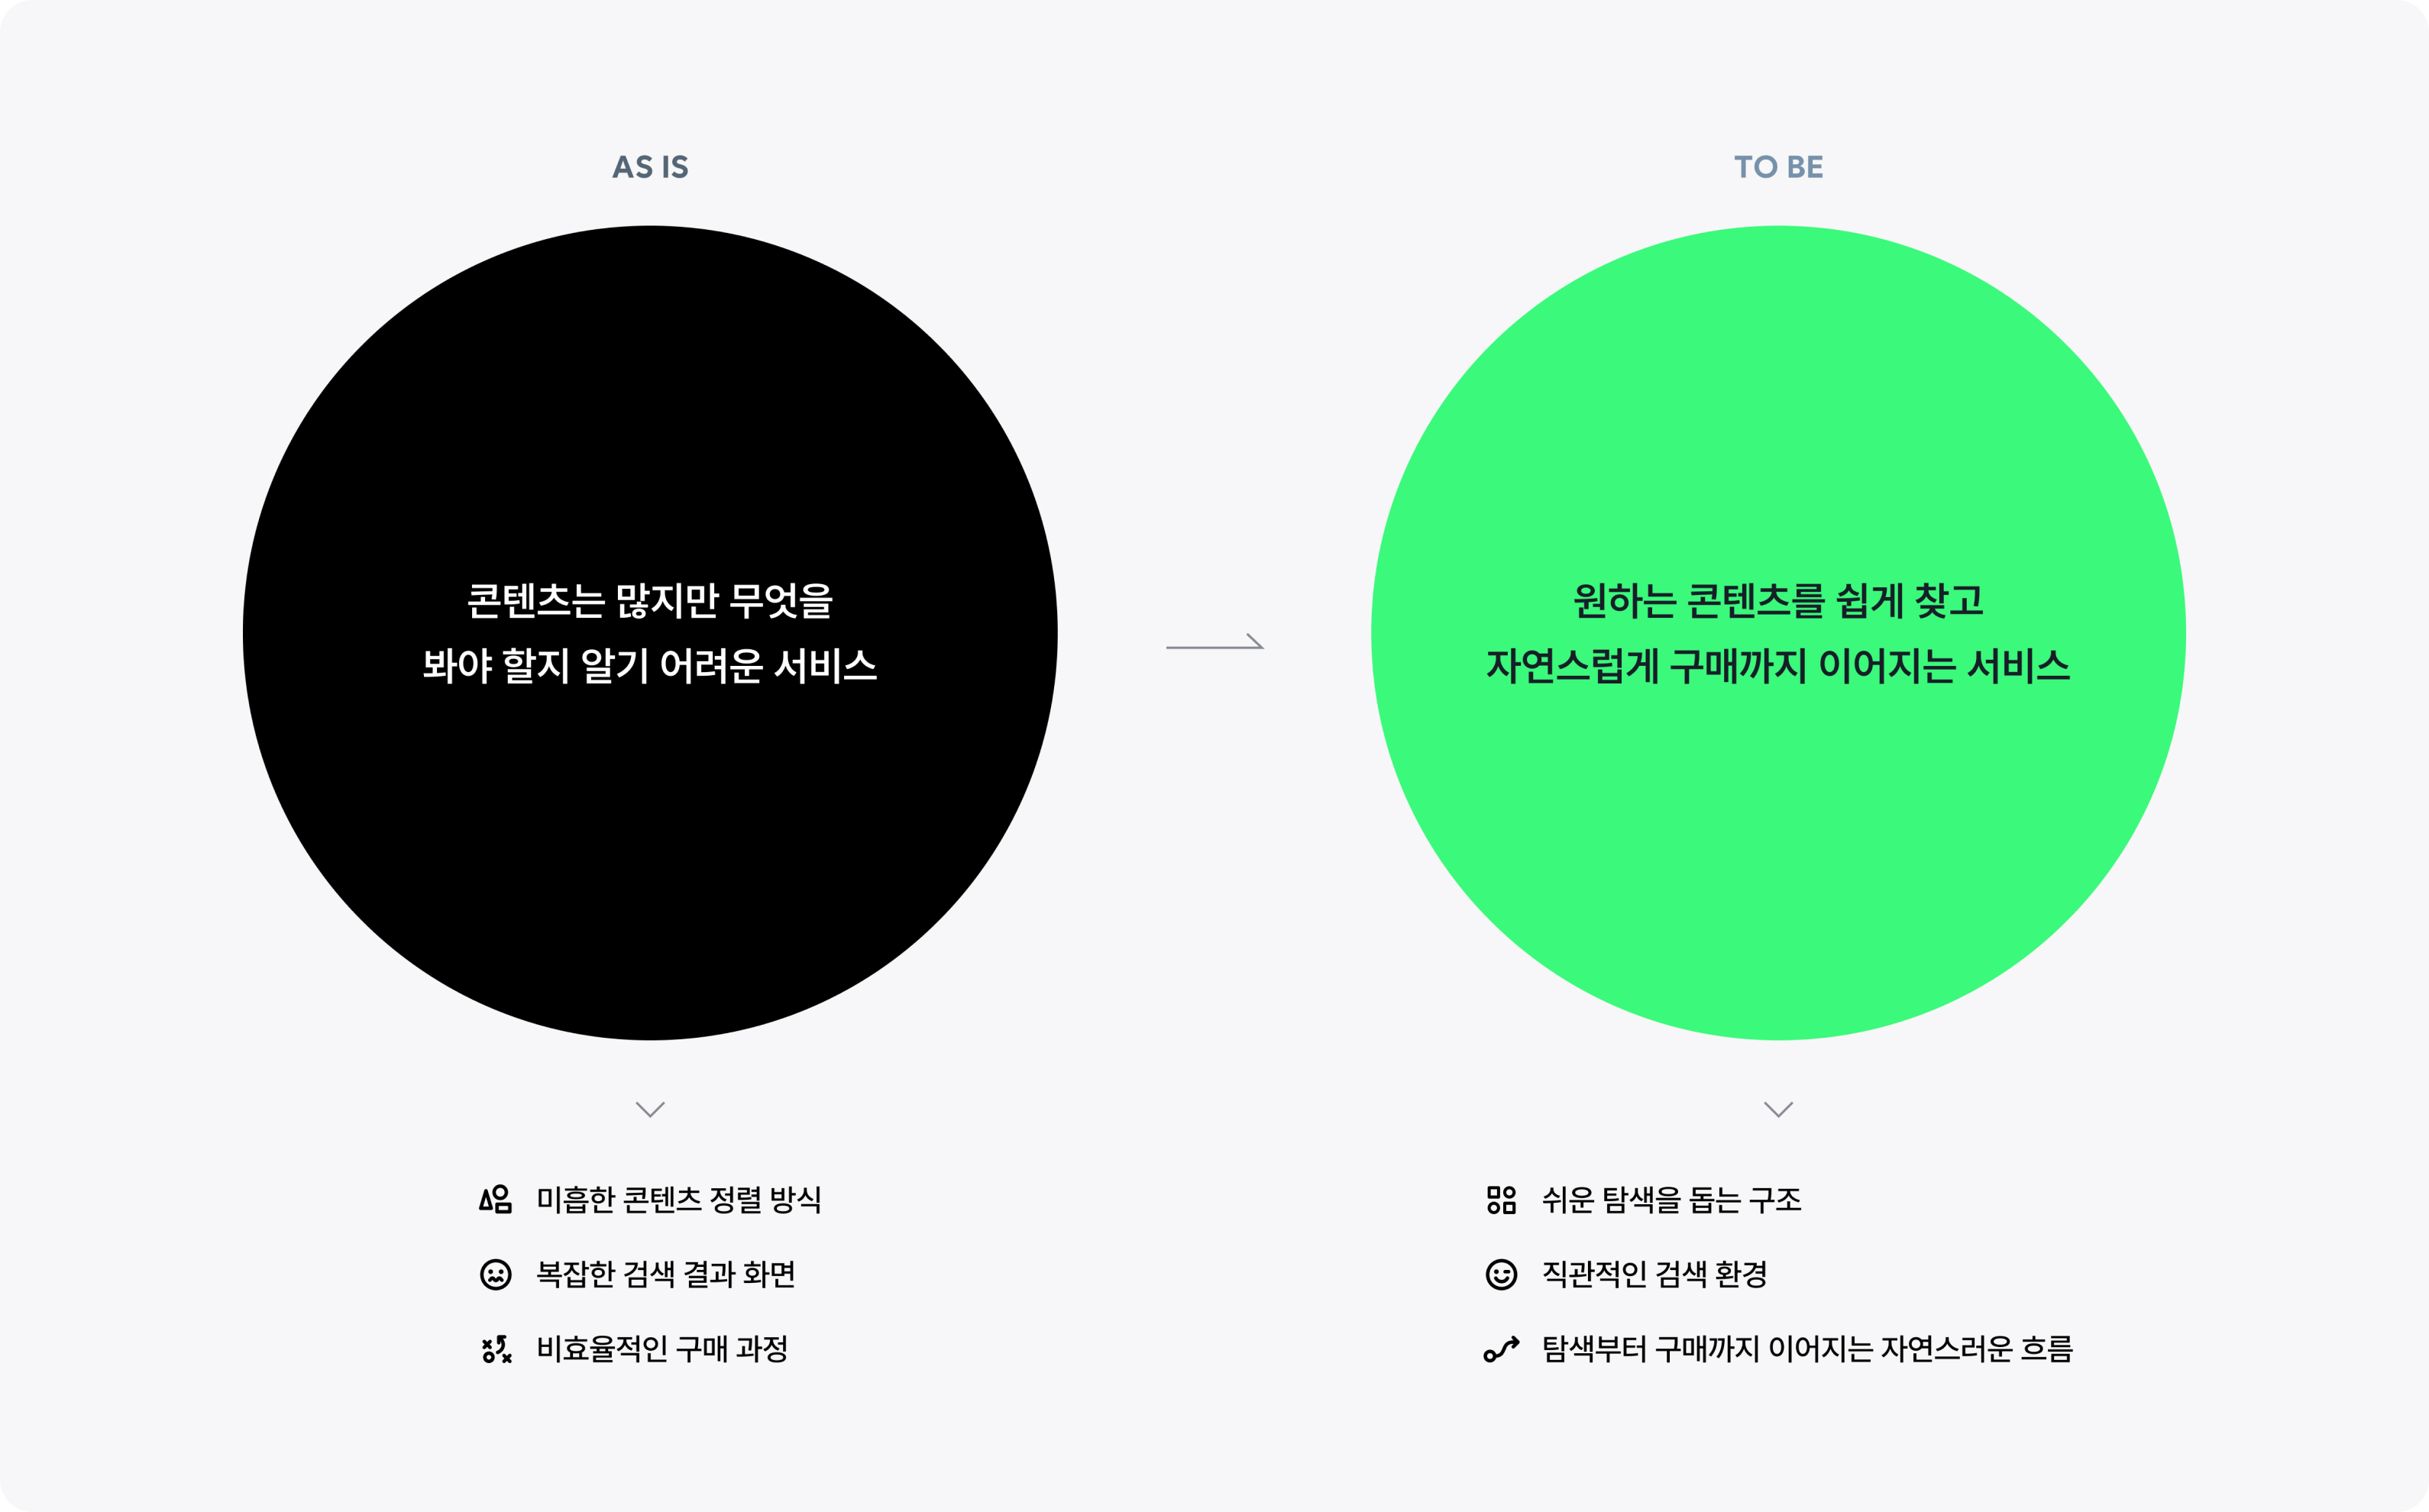 AS IS
콘텐츠는 많지만 무엇을
봐야 할지 알기 어려운 서비스
미흡한 콘텐츠 정렬 방식
복잡한 검색 결과 화면
비효율적인 구매 과정
TO BE
원하는 콘텐츠를 쉽게 찾고
자연스럽게 구매까지 이어지는 서비스
쉬운 탐색을 돕는 구조
직관적인 검색 환경
탐색부터 구매까지 이어지는 자연스러운 흐름